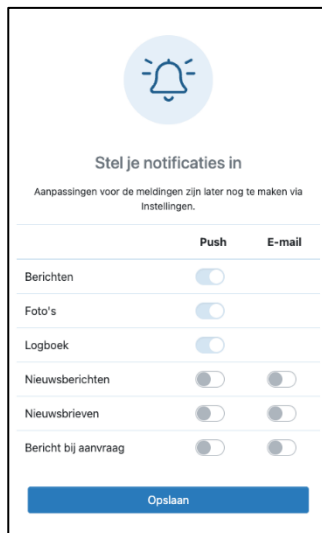 Stel je notificaties in
Aanpassingen voor de meldingen zijn later nog te maken via
Instellingen.
Push E-mail
Berichten
Foto's
Logboek
Nieuwsberichten
Nieuwsbrieven
Bericht bij aanvraag
Opslaan